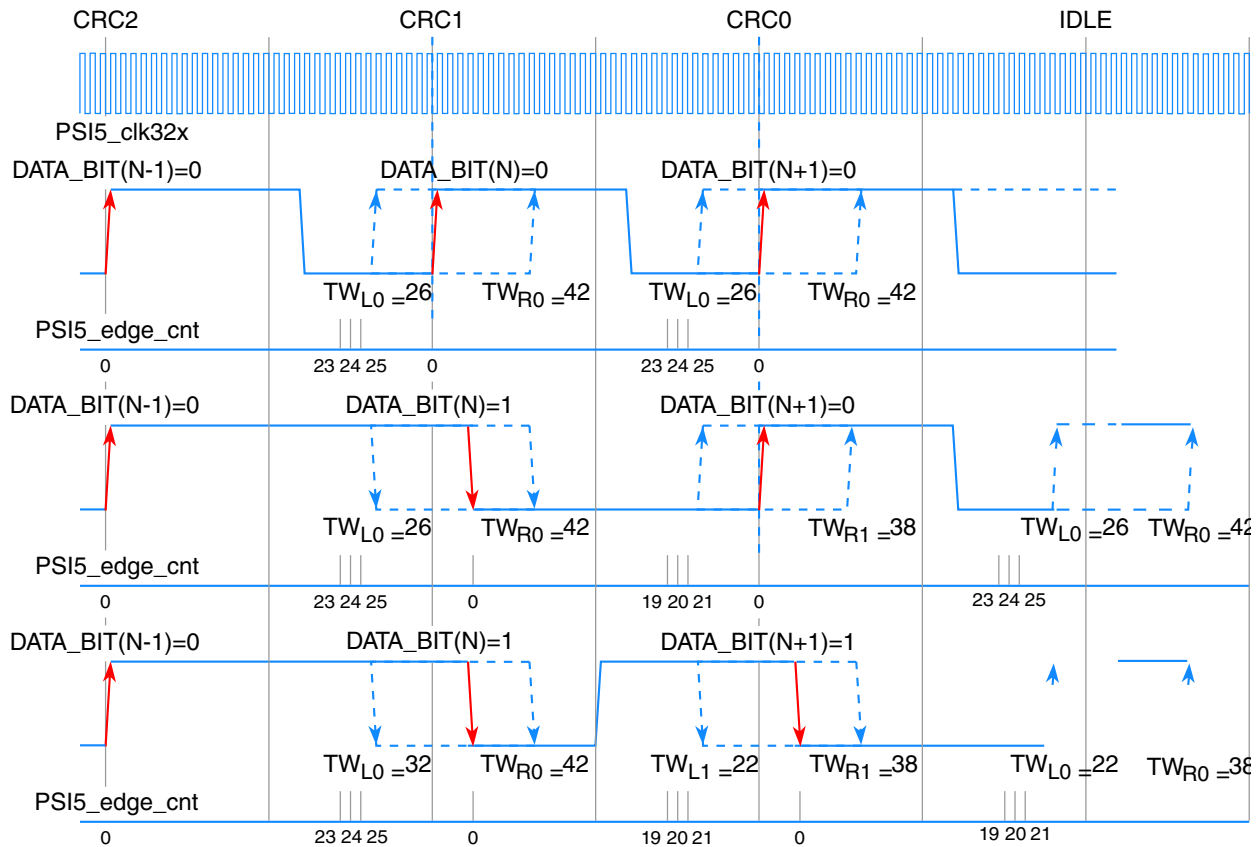 CRC2 CRC1 CRC0 IDLE
PSI5_clk32x
DATA_BIT(N-1)=0 DATA_BIT(N)=0 DATA_BIT(N+1)=0
TWL0 =26 TWR0 =42 TWL0 =26 TWR0 =42
PSI5_edge_cnt
0 23 24 25 0 23 24 25 0
DATA_BIT(N-1)=0 DATA_BIT(N)=1 DATA_BIT(N+1)=0
TWL0 =26 TWR0 =42 TWR1 =38 TWL0 =26 TWR0 =42
PSI5_edge_cnt
0 23 24 25 0 19 20 21 0 23 24 25
DATA_BIT(N-1)=0 DATA_BIT(N)=1 DATA_BIT(N+1)=1
TWL0 =32 TWR0 =42 TWL1 =22 TWR1 =38 TWL0 =22 TWR0 =38
PSI5_edge_cnt
0 23 24 25 0 19 20 21 0 19 20 21